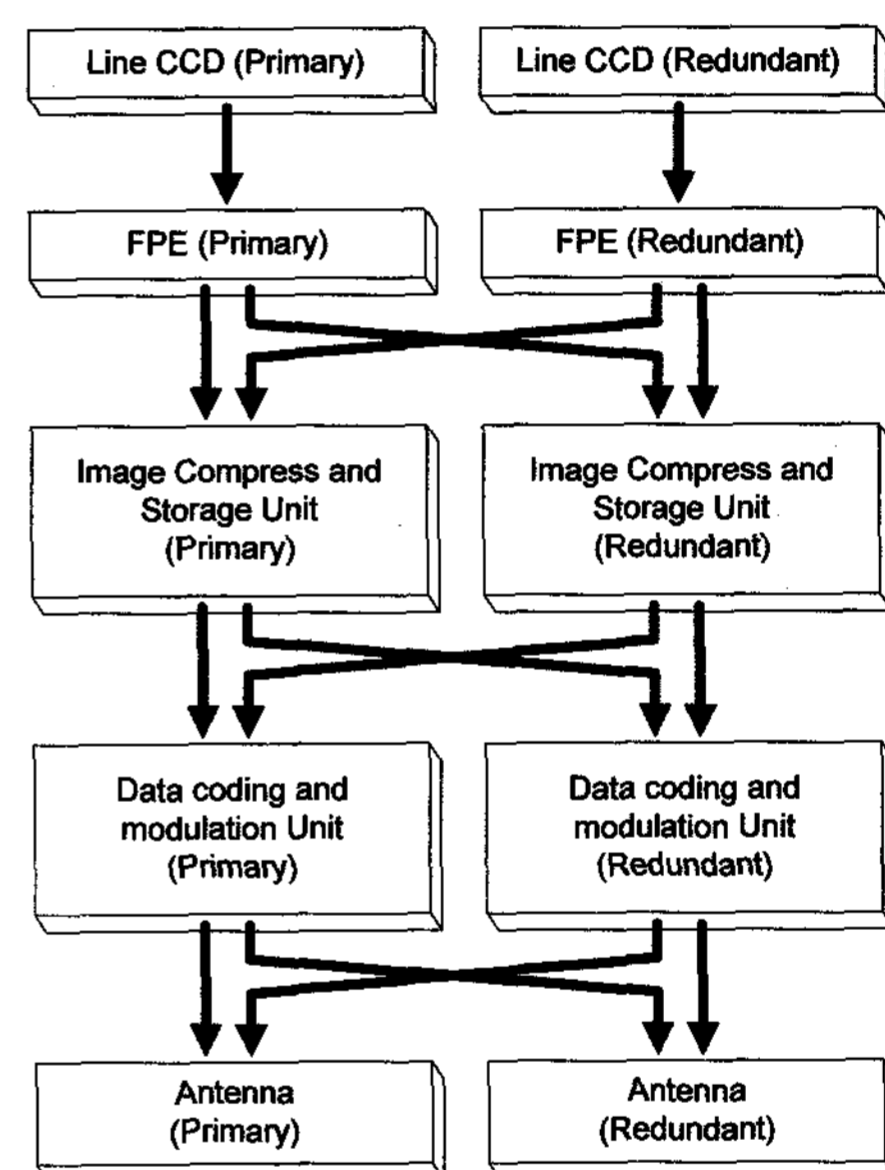 Line CCD (Primary)
Line CCD (Redundant)
FPE (Primary)
FPE (Redundant)
Image Compress and
Storage Unit
(Primary)
Image Compress and
Storage Unit
(Redundant)
Data coding and
modulation Unit
(Primary)
Data coding and
modulation Unit
(Redundant)
Antenna
(Primary)
Antenna
(Redundant)